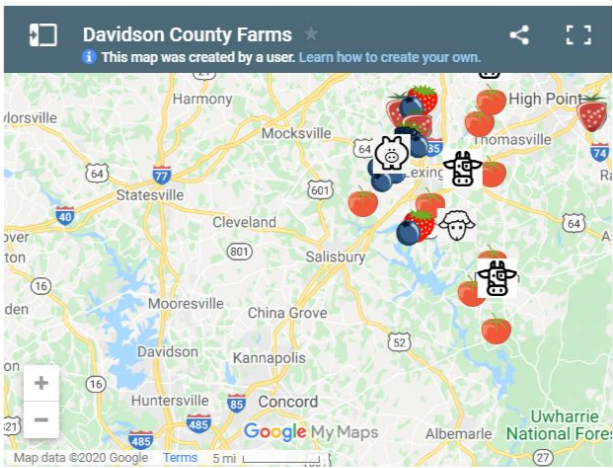 Davidson County Farms
This map was created by a user. Learn how to create your own.
Harmony
High Point
Mocksville
Thomasville
64
35
77
74
Lexing
64
601
Statesville
40
Cleveland
64
801
Salisbury
16
Mooresville
China Grove
52
Davidson
Kannapolis
16
Huntersville
85
Concord
Uwharrie
485
Google My Maps
Albemarle
National Fores
485
27
Map data ©2020 Google Terms 5 mi